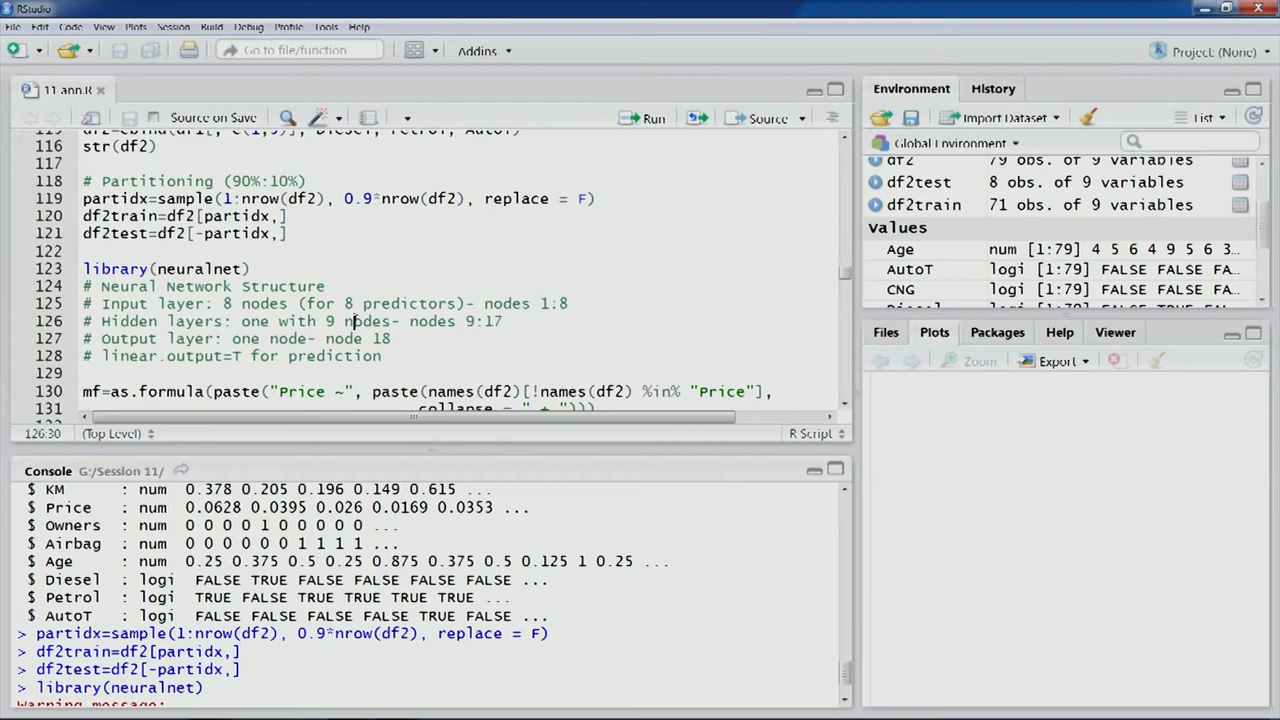 RStudio
File Edit Code View Plots Session Build Debug Profile Tools Help
Go to file/function Addins Project: (None)
11 ann.R
Source on Save Run Source
116 str(df2)
117
118 # Partitioning (90%:10%)
119 partidx=sample(1:nrow(df2), 0.9*nrow(df2), replace = F)
120 df2train=df2[partidx,]
121 df2test=df2[-partidx,]
122
123 library(neuralnet)
124 # Neural Network Structure
125 # Input layer: 8 nodes (for 8 predictors)- nodes 1:8
126 # Hidden layers: one with 9 nodes- nodes 9:17
127 # Output layer: one node- node 18
128 # linear.output=T for prediction
129
130 mf=as.formula(paste("Price ~", paste(names(df2)[!names(df2) %in% "Price"],
131 collapse = " + ")))
126:30 (Top Level) R Script
Console G:/Session 11/
$ KM : num 0.378 0.205 0.196 0.149 0.615 ...
$ Price : num 0.0628 0.0395 0.026 0.0169 0.0353 ...
$ Owners : num 0 0 0 0 1 0 0 0 0 0 ...
$ Airbag : num 0 0 0 0 0 0 1 1 1 1 ...
$ Age : num 0.25 0.375 0.5 0.25 0.875 0.375 0.5 0.125 1 0.25 ...
$ Diesel : logi FALSE TRUE FALSE FALSE FALSE FALSE ...
$ Petrol : logi TRUE FALSE TRUE TRUE TRUE TRUE ...
$ AutoT : logi FALSE FALSE FALSE FALSE TRUE FALSE ...
> partidx=sample(1:nrow(df2), 0.9*nrow(df2), replace = F)
> df2train=df2[partidx,]
> df2test=df2[-partidx,]
> library(neuralnet)
Warning message:
Environment History
Import Dataset List
Global Environment
df2 79 obs. of 9 variables
df2test 8 obs. of 9 variables
df2train 71 obs. of 9 variables
Values
Age num [1:79] 4 5 6 4 9 5 6 3...
AutoT logi [1:79] FALSE FALSE FA...
CNG logi [1:79] FALSE FALSE FA...
Files Plots Packages Help Viewer
Zoom Export